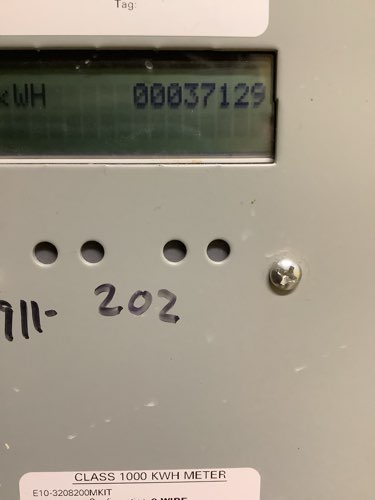 Tag:
kWH 00037129
911- 202
CLASS 1000 KWH METER
E10-3208200MKIT